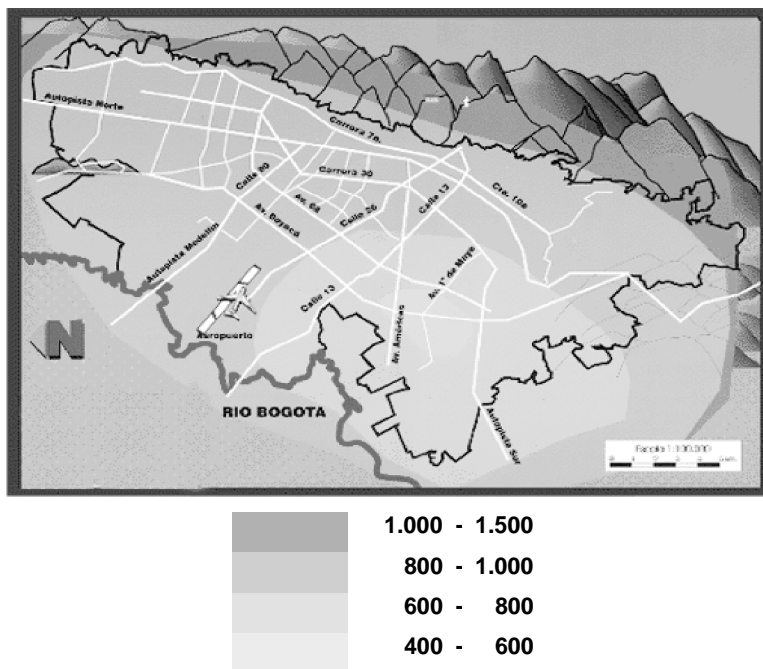 Autopista Norte
Carrera 7a.
Calle 80
Carrera 30
Cra. 10a
Av. 68
Calle 26
Calle 13
Av. Boyacá
Autopista Medellín
Av. 1º de Mayo
Calle 13
Aeropuerto
Av. Américas
N
RIO BOGOTA
Autopista Sur
Escala 1:100.000
1.000 - 1.500
800 - 1.000
600 - 800
400 - 600